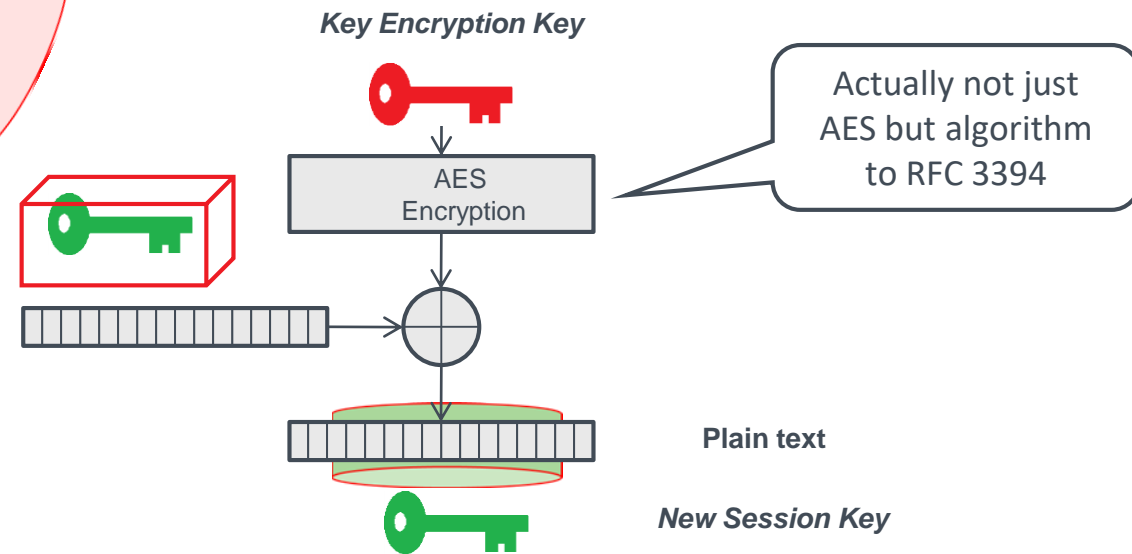 Key Encryption Key
Actually not just
AES but algorithm
to RFC 3394
AES
Encryption
Plain text
New Session Key